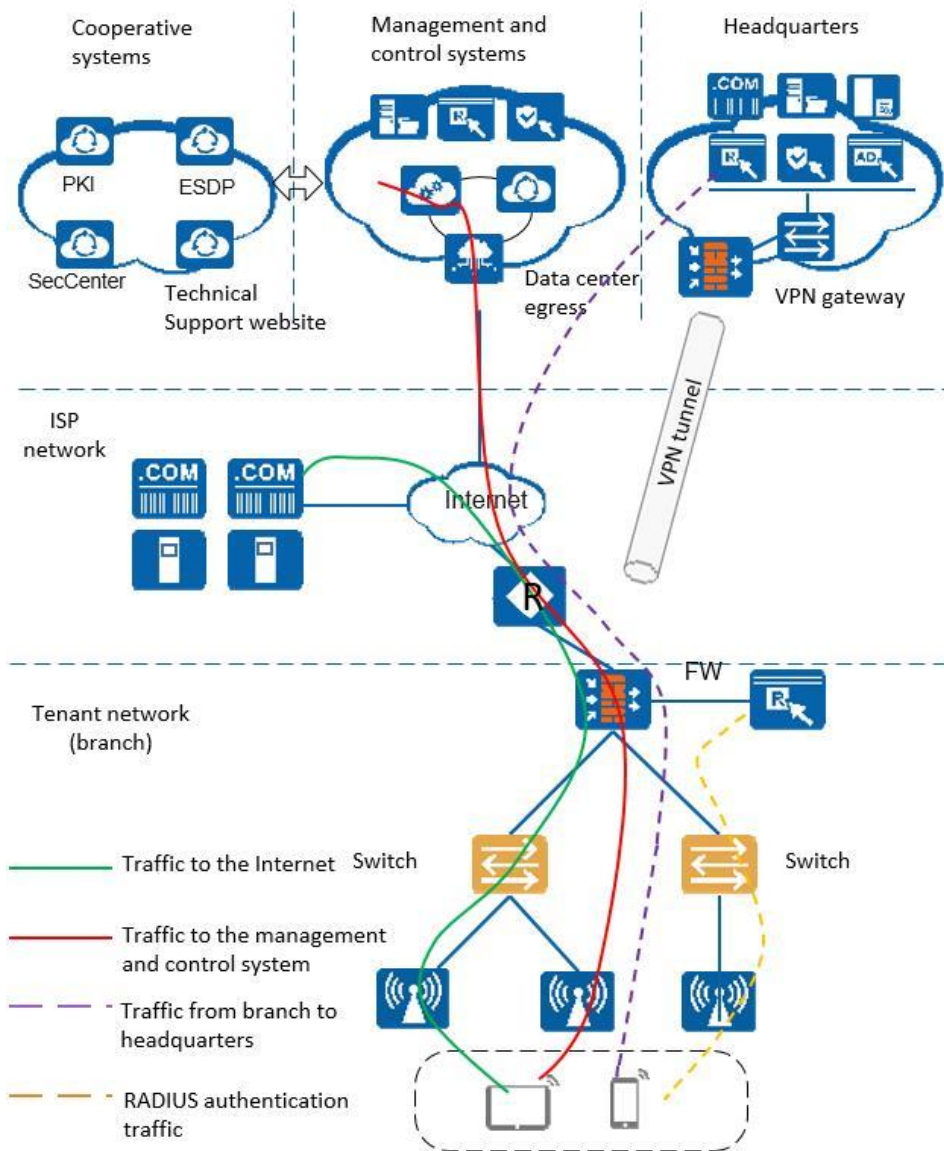 Cooperative
systems
Management and
control systems
Headquarters
.COM
R
R
AD
PKI
ESDP
SecCenter
Technical
Support website
Data center
egress
VPN gateway
ISP
network
VPN tunnel
.COM
.COM
Internet
R
FW
R
Tenant network
(branch)
Switch
Switch
Traffic to the Internet
Traffic to the management
and control system
Traffic from branch to
headquarters
RADIUS authentication
traffic